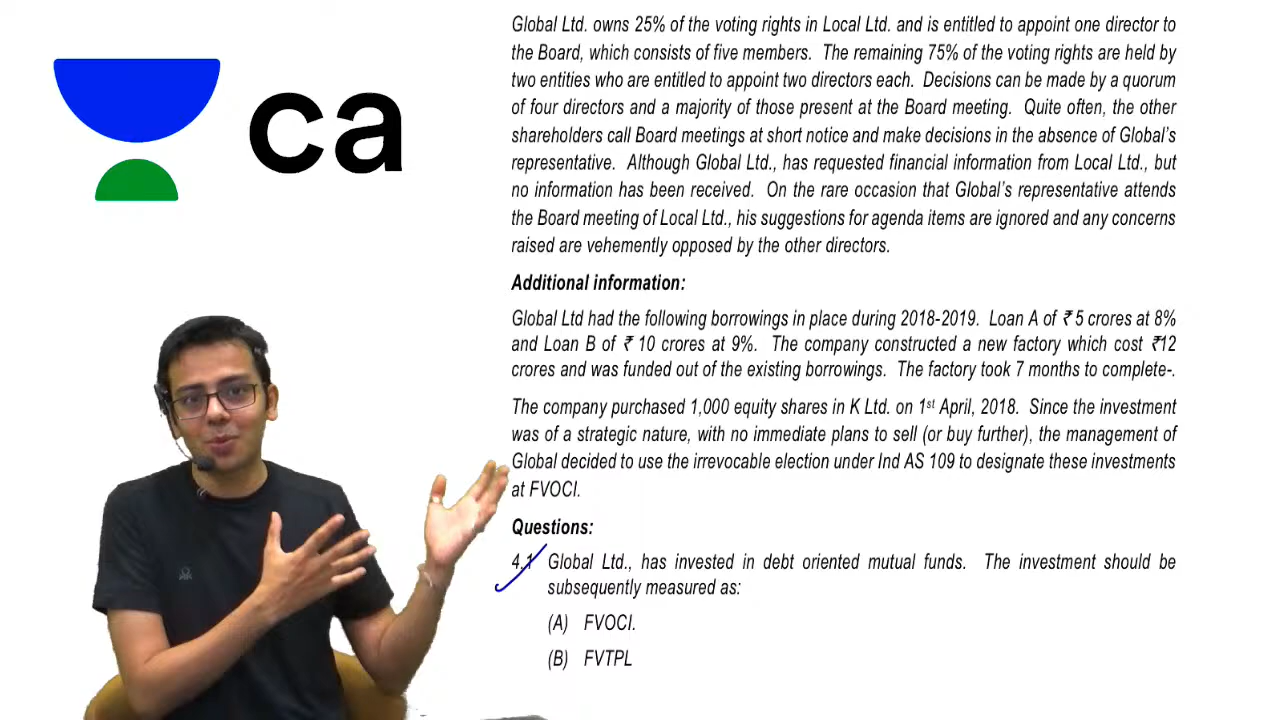 ca
Global Ltd. owns 25% of the voting rights in Local Ltd. and is entitled to appoint one director to
the Board, which consists of five members. The remaining 75% of the voting rights are held by
two entities who are entitled to appoint two directors each. Decisions can be made by a quorum
of four directors and a majority of those present at the Board meeting. Quite often, the other
shareholders call Board meetings at short notice and make decisions in the absence of Global's
representative. Although Global Ltd., has requested financial information from Local Ltd., but
no information has been received. On the rare occasion that Global's representative attends
the Board meeting of Local Ltd., his suggestions for agenda items are ignored and any concerns
raised are vehemently opposed by the other directors.
Additional information:
Global Ltd had the following borrowings in place during 2018-2019. Loan A of ₹ 5 crores at 8%
and Loan B of ₹ 10 crores at 9%. The company constructed a new factory which cost ₹12
crores and was funded out of the existing borrowings. The factory took 7 months to complete-.
The company purchased 1,000 equity shares in K Ltd. on 1st April, 2018. Since the investment
was of a strategic nature, with no immediate plans to sell (or buy further), the management of
Global decided to use the irrevocable election under Ind AS 109 to designate these investments
at FVOCI.
Questions:
4.1 Global Ltd., has invested in debt oriented mutual funds. The investment should be
subsequently measured as:
(A) FVOCI.
(B) FVTPL